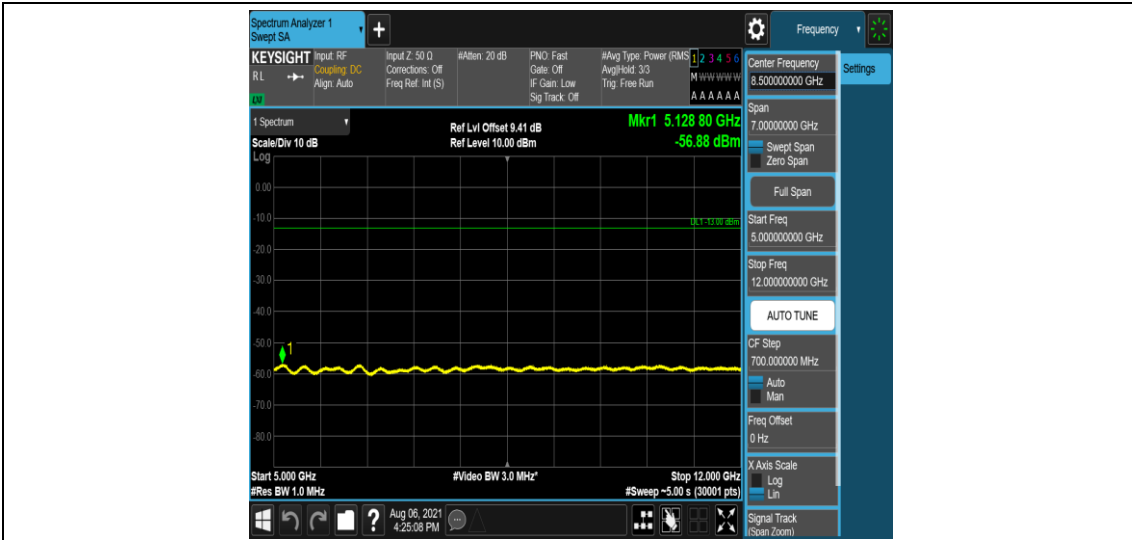 Spectrum Analyzer 1
Swept SA
+
Frequency
KEYSIGHT
RL
LXI
Input: RF
Coupling: DC
Align: Auto
Input Z: 50 Ω
Corrections: Off
Freq Ref: Int (S)
#Atten: 20 dB
PNO: Fast
Gate: Off
IF Gain: Low
Sig Track: Off
#Avg Type: Power (RMS
Avg|Hold: 3/3
Trig: Free Run
1 2 3 4 5 6
M W W W W W
A A A A A A
1 Spectrum
Scale/Div 10 dB
Log
Ref Lvl Offset 9.41 dB
Ref Level 10.00 dBm
Mkr1 5.128 80 GHz
-56.88 dBm
0.00
-10.0
DL1 -13.00 dBm
-20.0
-30.0
-40.0
-50.0
1
-60.0
-70.0
-80.0
Start 5.000 GHz
#Res BW 1.0 MHz
#Video BW 3.0 MHz*
Stop 12.000 GHz
#Sweep ~5.00 s (30001 pts)
Center Frequency
8.500000000 GHz
Settings
Span
7.00000000 GHz
Swept Span
Zero Span
Full Span
Start Freq
5.000000000 GHz
Stop Freq
12.000000000 GHz
AUTO TUNE
CF Step
700.000000 MHz
Auto
Man
Freq Offset
0 Hz
X Axis Scale
Log
Lin
Signal Track
(Span Zoom)
?
Aug 06, 2021
4:25:08 PM